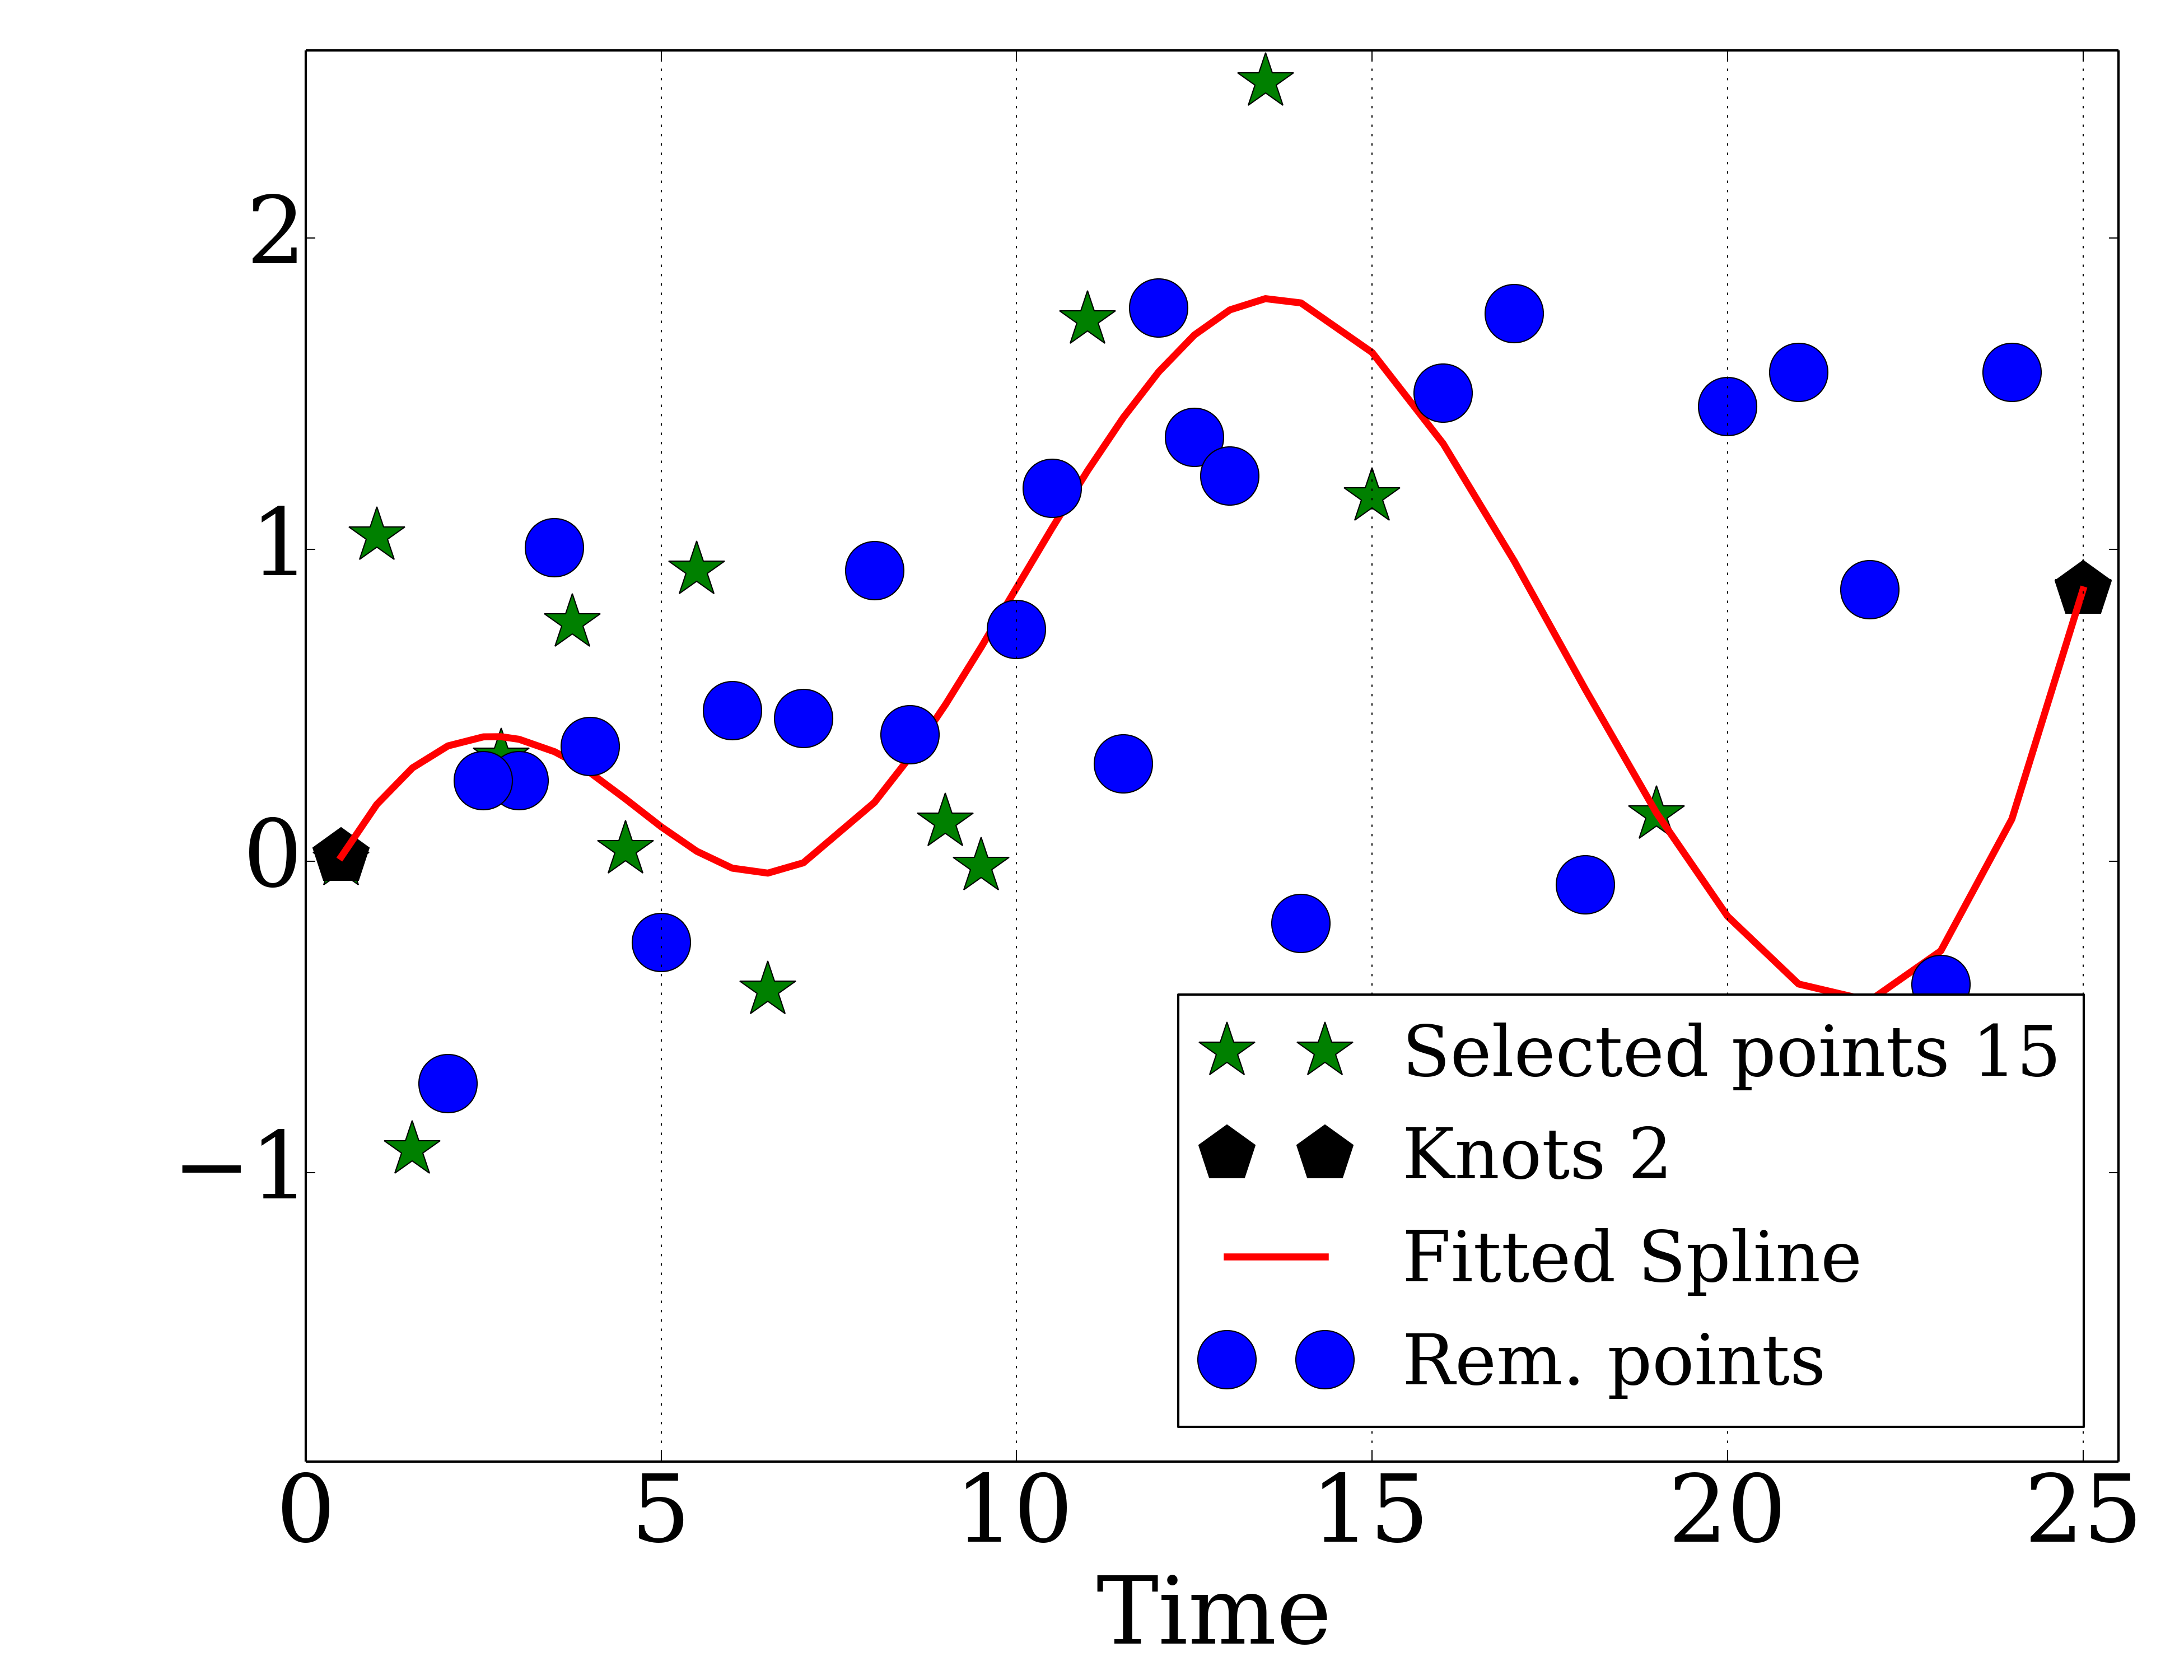 2
1
0
−1
Selected points 15
Knots 2
Fitted Spline
Rem. points
0 5 10 15 20 25
Time